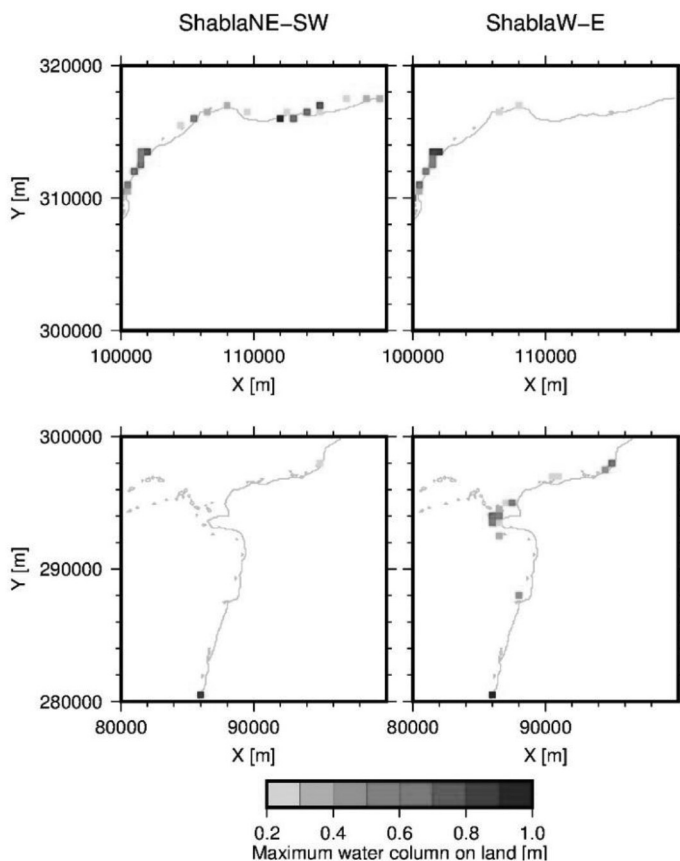 ShablaNE−SW ShablaW−E
320000
310000
300000
Y [m]
100000 110000 100000 110000
X [m] X [m]
300000
290000
280000
Y [m]
80000 90000 80000 90000
X [m] X [m]
0.2 0.4 0.6 0.8 1.0
Maximum water column on land [m]